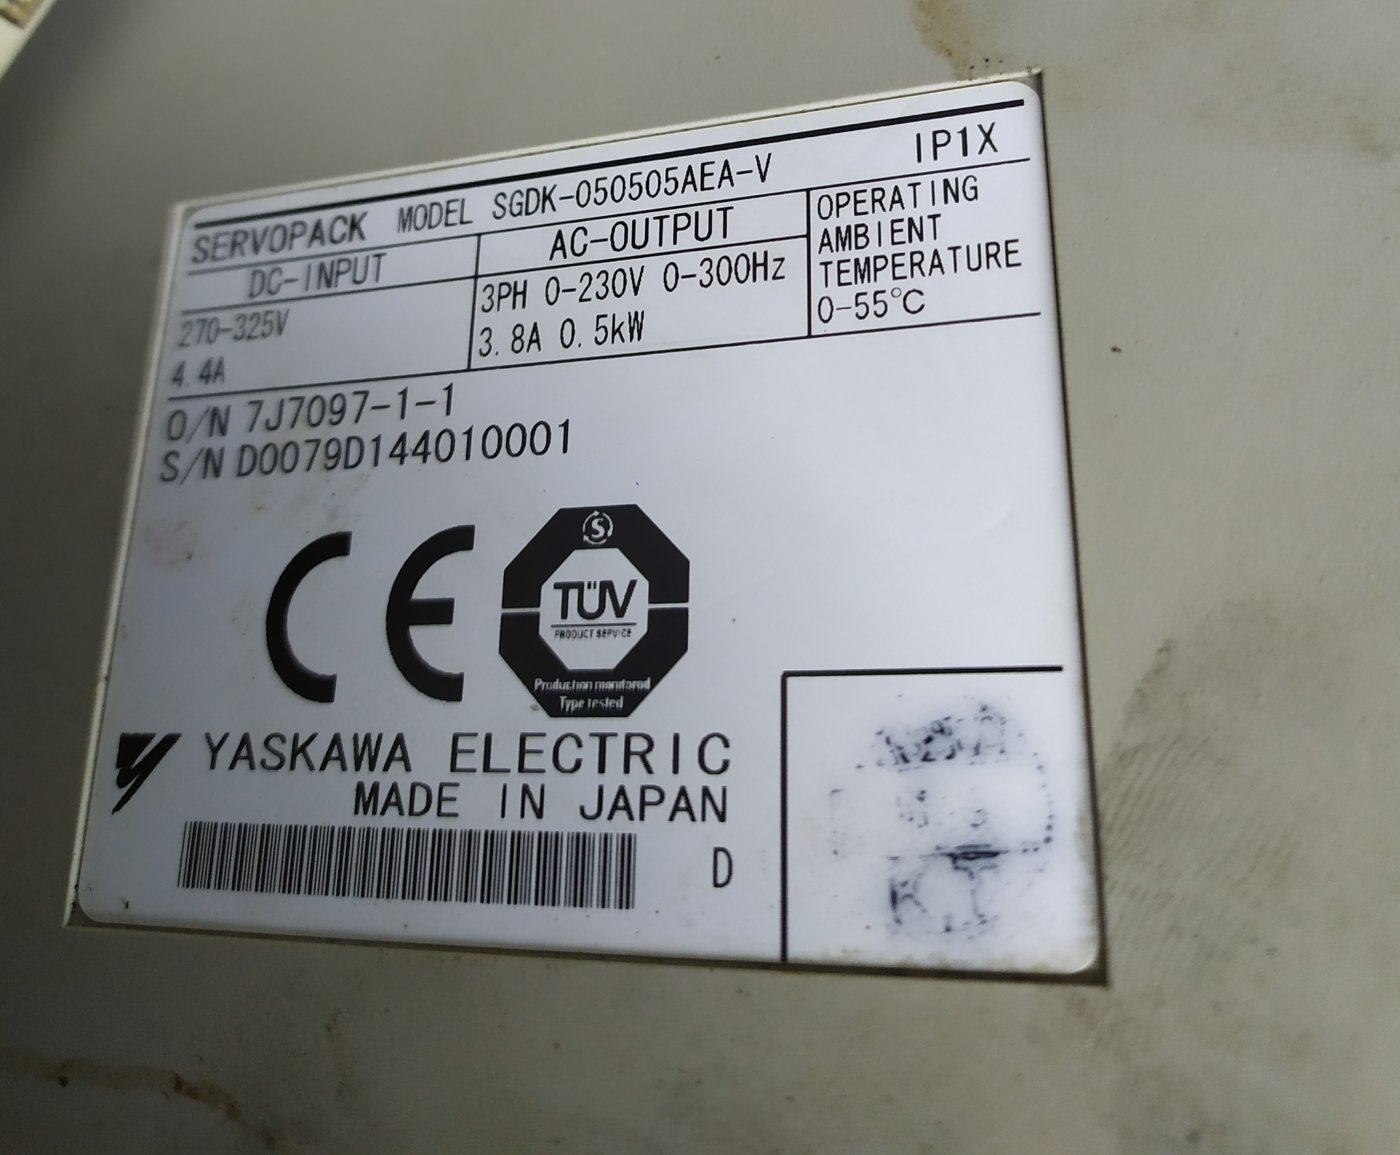 SERVOPACK MODEL SGDK-050505AEA-V IP1X
DC-INPUT
270-325V
4.4A
AC-OUTPUT
3PH 0-230V 0-300Hz
3.8A 0.5kW
OPERATING
AMBIENT
TEMPERATURE
0-55℃
O/N 7J7097-1-1
S/N D0079D144010001
CE
S
TÜV
PRODUCT SERVICE
Production monitored
Type tested
YASKAWA ELECTRIC
MADE IN JAPAN
D